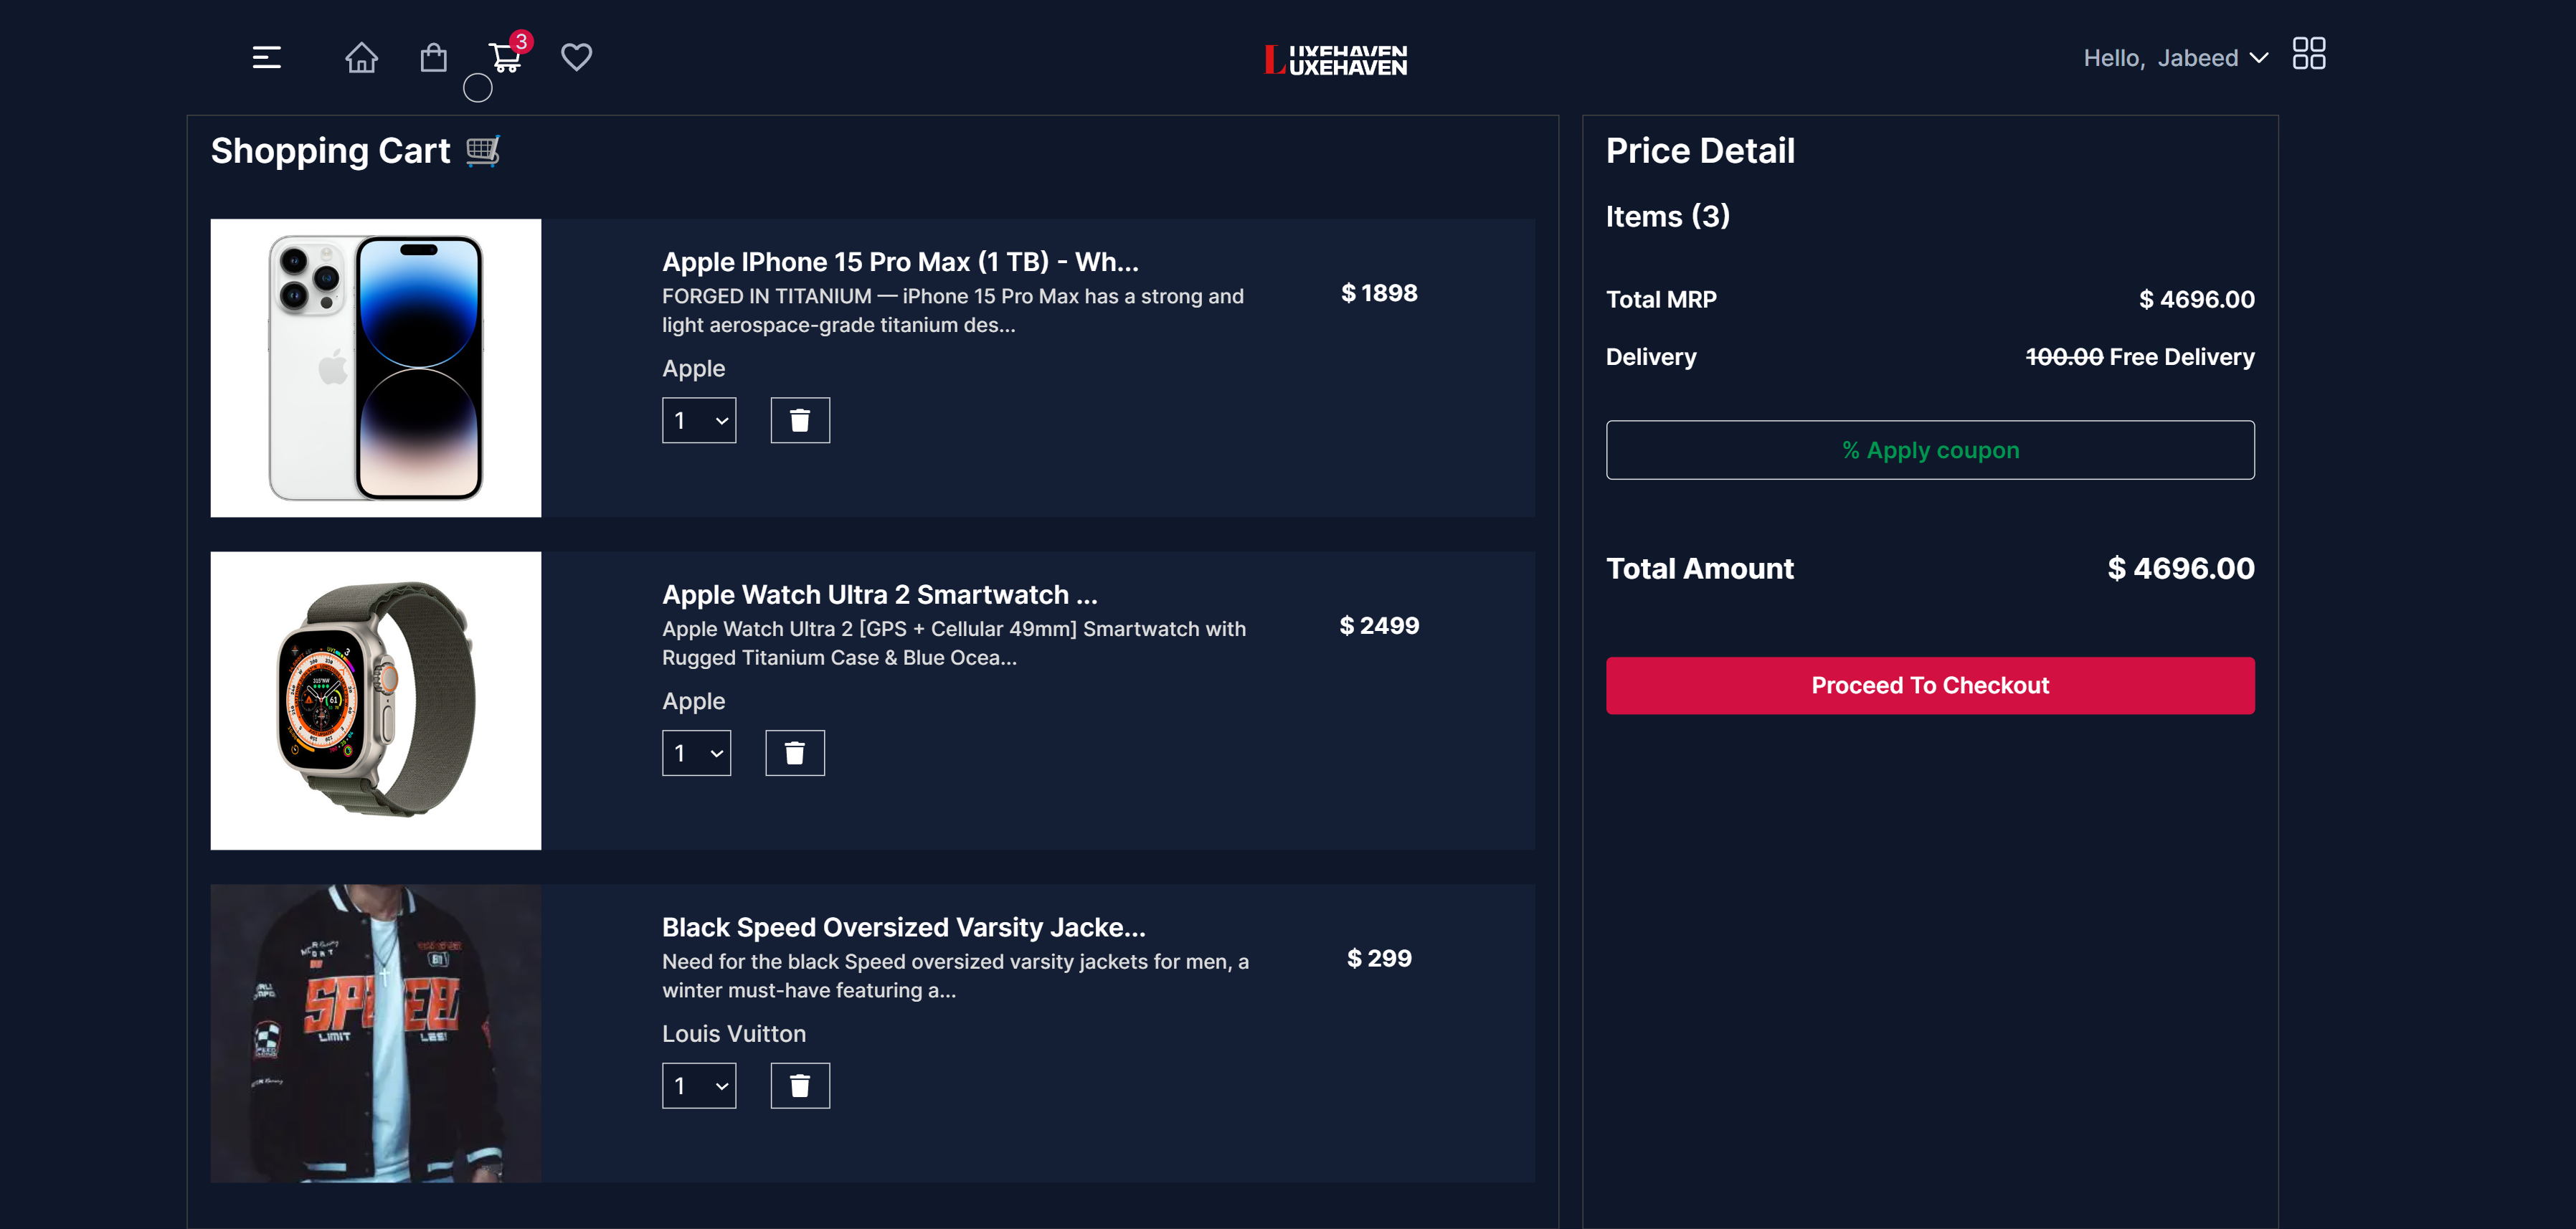 3
LUXEHAVEN
UXEHAVEN
Hello, Jabeed
Shopping Cart
Apple IPhone 15 Pro Max (1 TB) - Wh...
FORGED IN TITANIUM — iPhone 15 Pro Max has a strong and
light aerospace-grade titanium des...
Apple
1
$ 1898
Apple Watch Ultra 2 Smartwatch ...
Apple Watch Ultra 2 [GPS + Cellular 49mm] Smartwatch with
Rugged Titanium Case & Blue Ocea...
Apple
1
$ 2499
SPEED
LIMIT
LES!
Black Speed Oversized Varsity Jacke...
Need for the black Speed oversized varsity jackets for men, a
winter must-have featuring a...
Louis Vuitton
1
$ 299
Price Detail
Items (3)
Total MRP
$ 4696.00
Delivery
100.00 Free Delivery
% Apply coupon
Total Amount
$ 4696.00
Proceed To Checkout